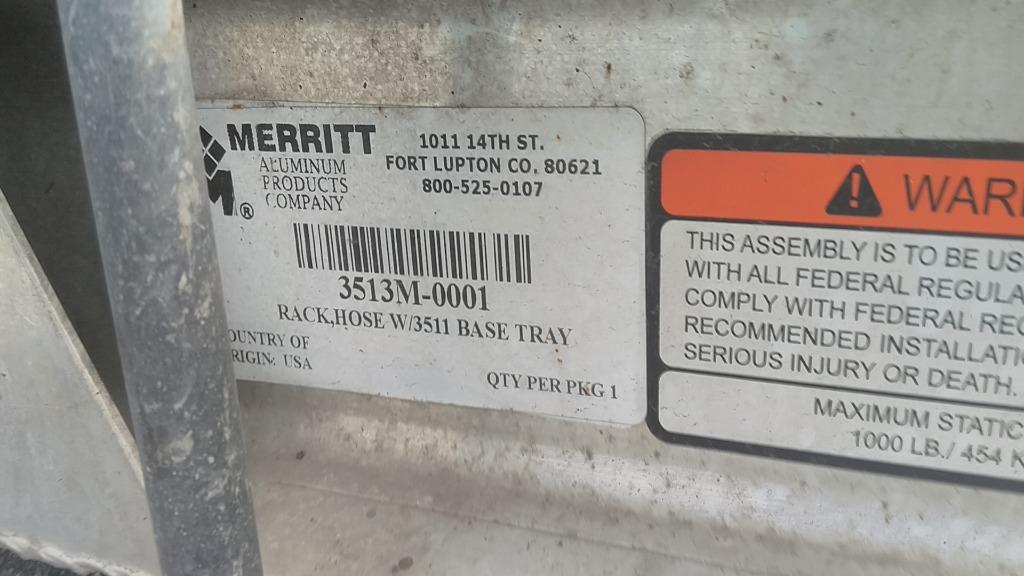 MERRITT
ALUMINUM
PRODUCTS
COMPANY
M®
1011 14TH ST.
FORT LUPTON CO. 80621
800-525-0107
3513M-0001
RACK,HOSE W/3511 BASE TRAY
OUNTRY OF
RIGIN: USA
QTY PER PKG 1
WAR
THIS ASSEMBLY IS TO BE US
WITH ALL FEDERAL REGULA
COMPLY WITH FEDERAL REG
RECOMMENDED INSTALLATI
SERIOUS INJURY OR DEATH.
MAXIMUM STATIC
1000 LB./ 454 K